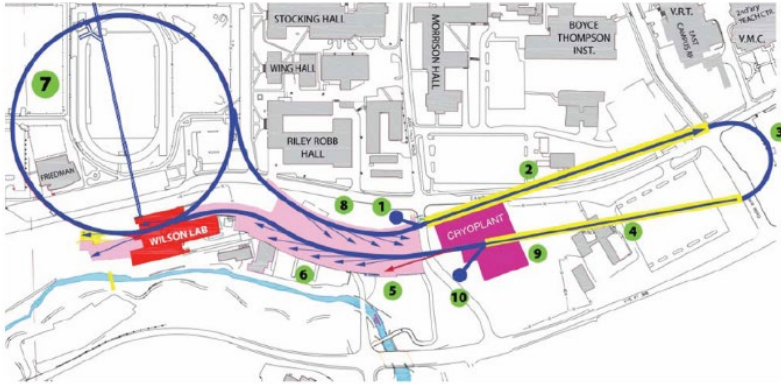 STOCKING HALL
WING HALL
RILEY ROBB
HALL
MORRISON HALL
BOYCE
THOMPSON
INST.
V.R.T.
EAST
CAMPUS
V.M.C.
FRIEDMAN
WILSON LAB
CRYOPLANT
7
8
1
2
3
4
9
5
6
10